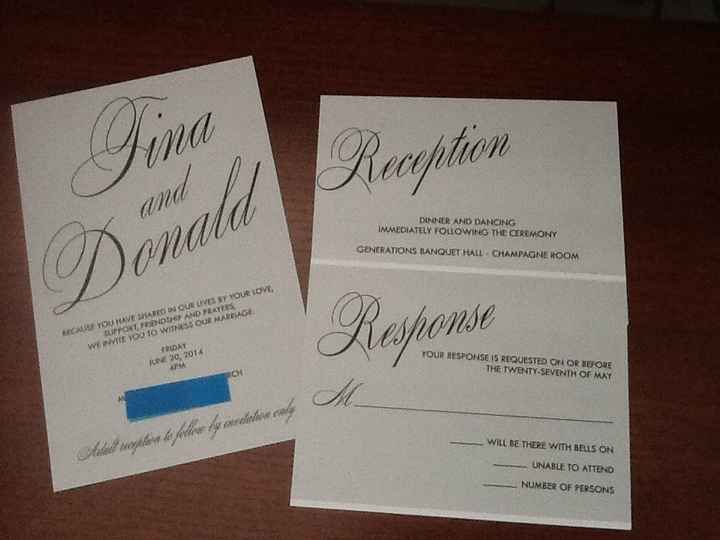 Fina
and
Donald
BECAUSE YOU HAVE SHARED IN OUR LIVES BY YOUR LOVE,
SUPPORT, FRIENDSHIP AND PRAYERS,
WE INVITE YOU TO WITNESS OUR MARRIAGE.
FRIDAY
JUNE 20, 2014
4PM
Adult reception to follow by invitation only
Reception
DINNER AND DANCING
IMMEDIATELY FOLLOWING THE CEREMONY
GENERATIONS BANQUET HALL - CHAMPAGNE ROOM
Response
YOUR RESPONSE IS REQUESTED ON OR BEFORE
THE TWENTY-SEVENTH OF MAY
M
WILL BE THERE WITH BELLS ON
UNABLE TO ATTEND
NUMBER OF PERSONS